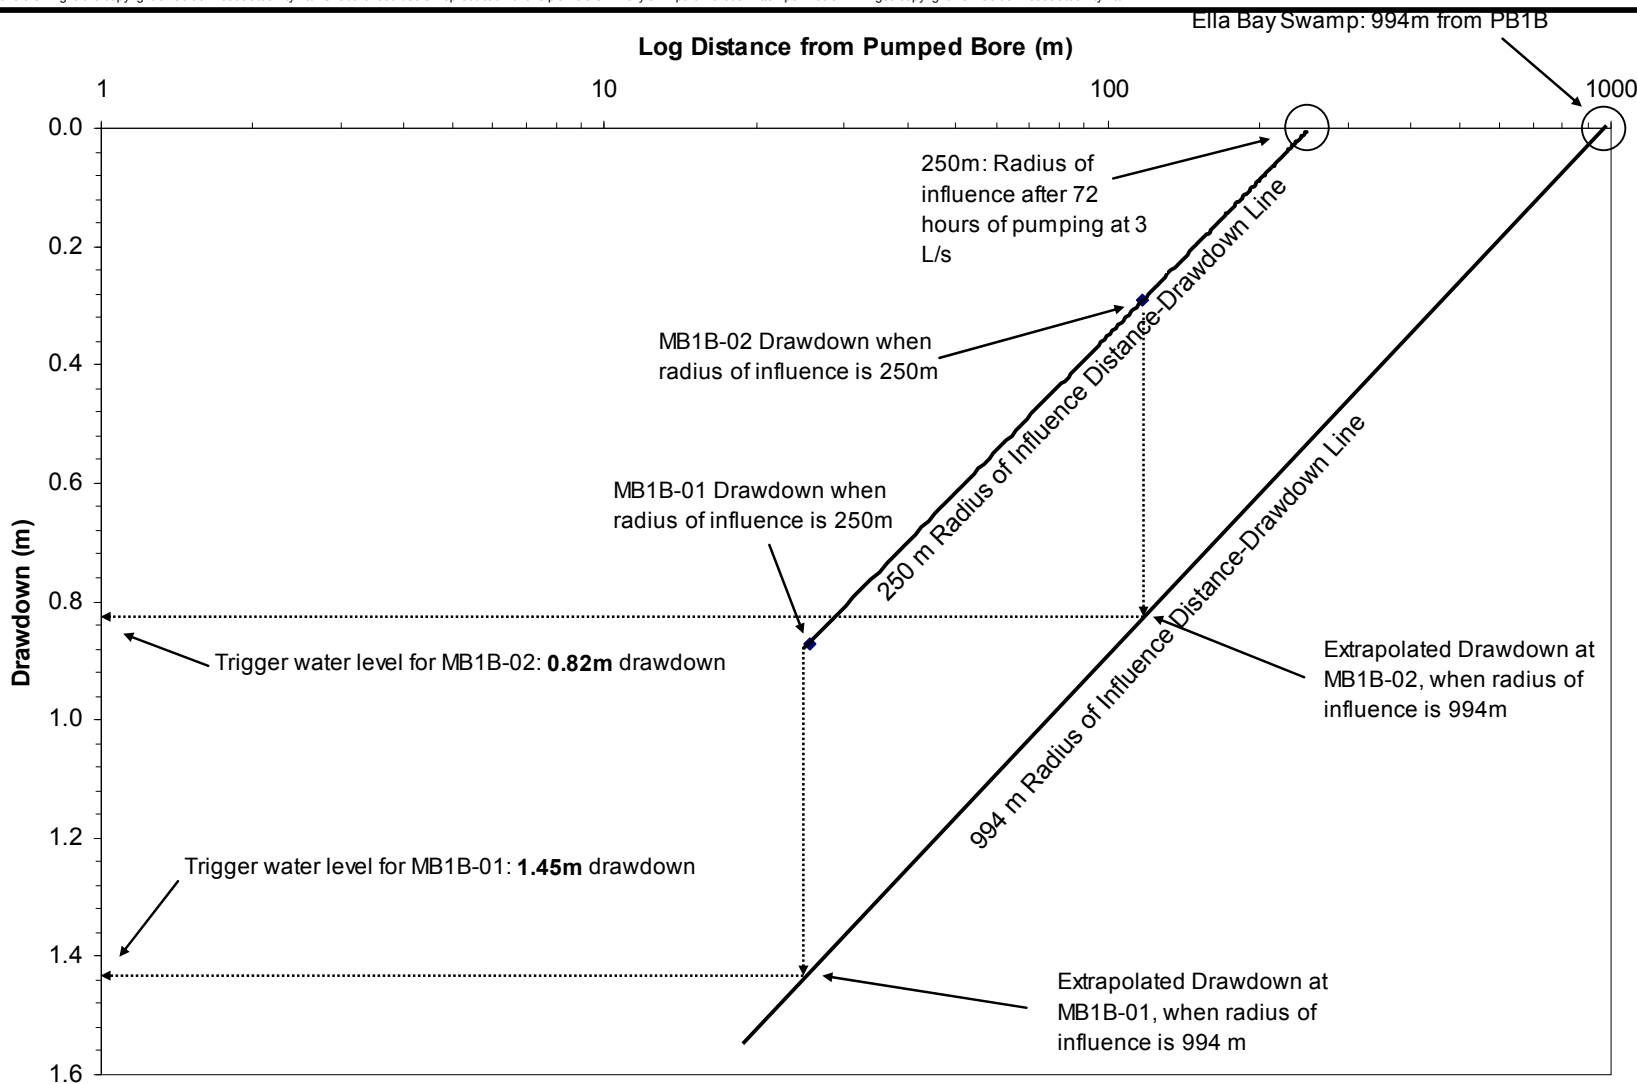 Ella Bay Swamp: 994m from PB1B
Log Distance from Pumped Bore (m)
1 10 100 1000
0.0
0.2
0.4
0.6
0.8
1.0
1.2
1.4
1.6
Drawdown (m)
250m: Radius of
influence after 72
hours of pumping at 3
L/s
MB1B-02 Drawdown when
radius of influence is 250m
MB1B-01 Drawdown when
radius of influence is 250m
250 m Radius of Influence Distance-Drawdown Line
994 m Radius of Influence Distance-Drawdown Line
Trigger water level for MB1B-02: 0.82m drawdown
Extrapolated Drawdown at
MB1B-02, when radius of
influence is 994m
Trigger water level for MB1B-01: 1.45m drawdown
Extrapolated Drawdown at
MB1B-01, when radius of
influence is 994 m